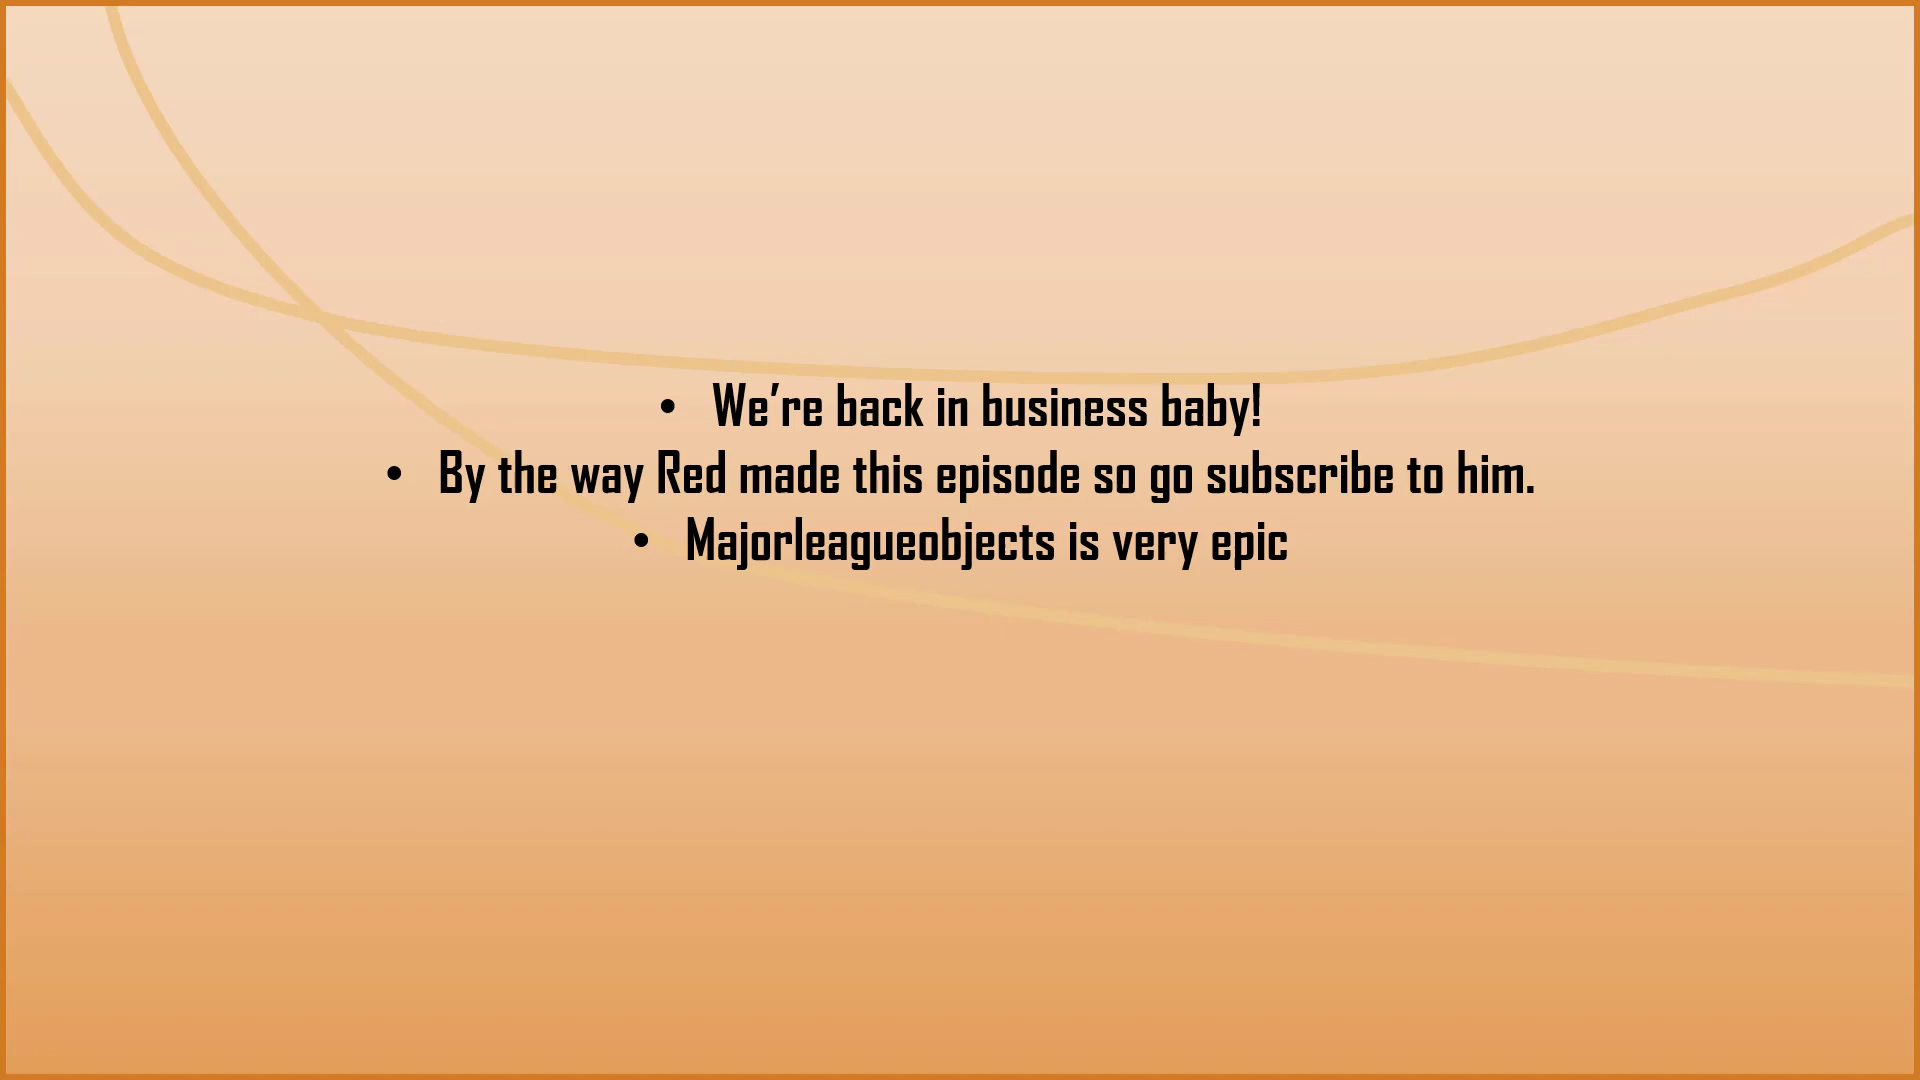 • We’re back in business baby!
• By the way Red made this episode so go subscribe to him.
• Majorleagueobjects is very epic